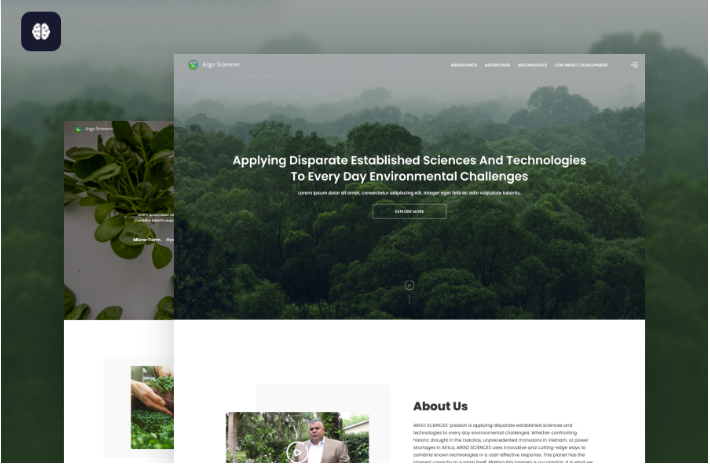 Argo Sciences
ARGOPONICS ARGOPOWER ARGOINSIGHTS LOW IMPACT DEVELOPMENT
Argo Sciences
Applying Disparate Established Sciences And Technologies
To Every Day Environmental Challenges
Lorem ipsum dolor sit amet, consectetur adipiscing elit. Integer eget felis ac odio vulputate lobortis.
EXPLORE MORE
Micro-Farm
About Us
ARGO SCIENCES' passion is applying disparate established sciences and
technologies to every day environmental challenges. Whether confronting
historic drought in the Dakotas, unprecedented monsoons in Vietnam, or power
shortages in Africa, ARGO SCIENCES uses innovative and cutting-edge ways to
combine known technologies in a cost-effective response. This planet has the